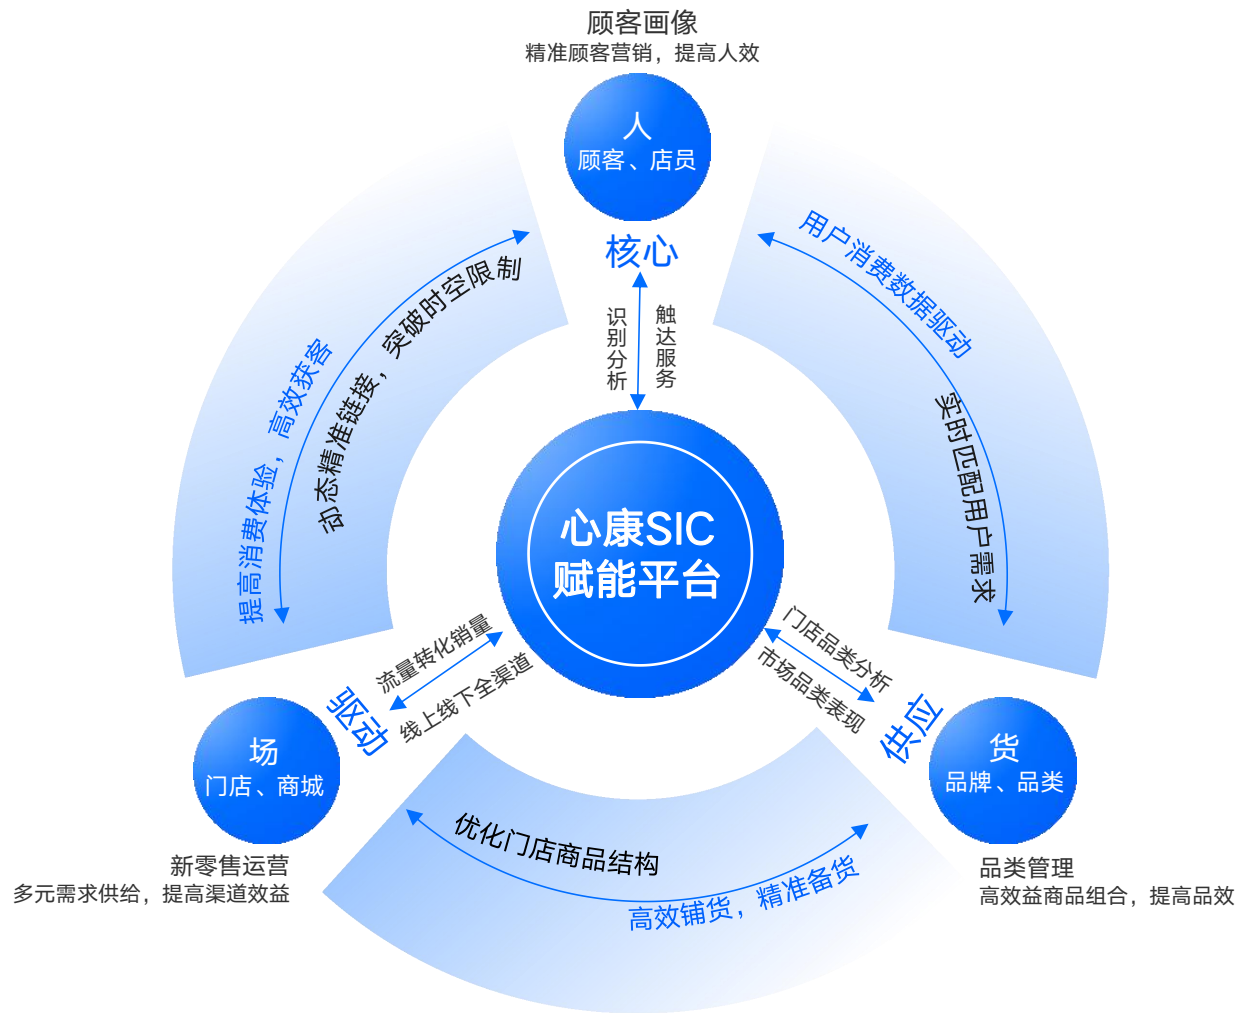 顾客画像
精准顾客营销，提高人效
人
顾客、店员
核心
识别分析
触达服务
用户消费数据驱动
实时匹配用户需求
提高消费体验，高效获客
动态精准链接，突破时空限制
心康SIC
赋能平台
流量转化销量
线上线下全渠道
门店品类分析
市场品类表现
驱动
供应
场
门店、商城
货
品牌、品类
新零售运营
多元需求供给，提高渠道效益
品类管理
高效益商品组合，提高品效
优化门店商品结构
高效铺货，精准备货